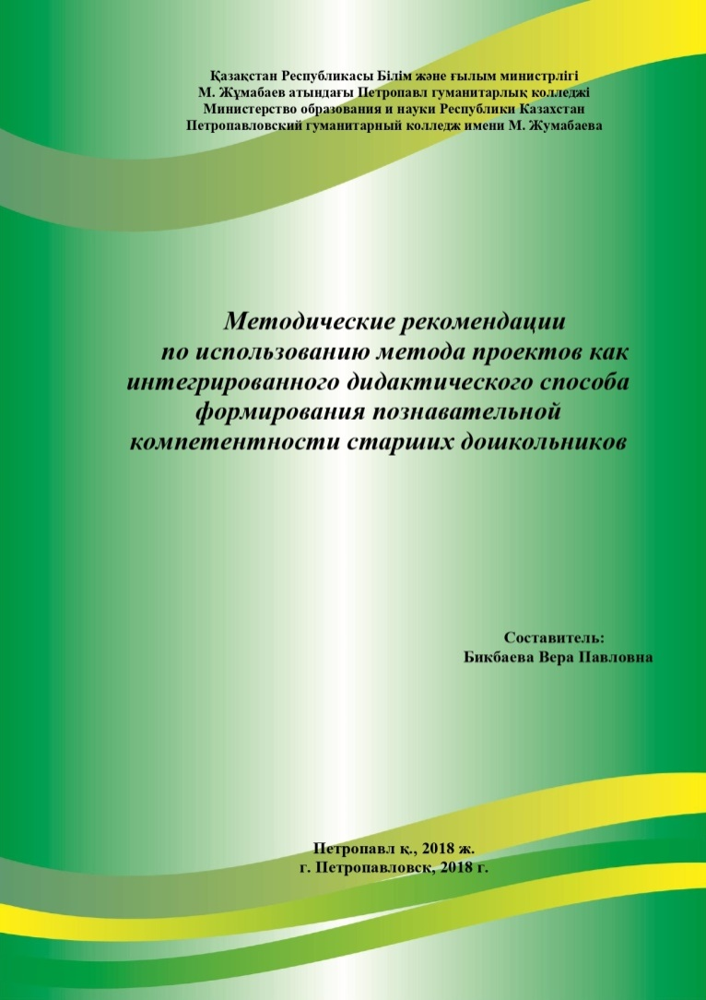 Қазақстан Республикасы Білім және ғылым министрлігі
М. Жұмабаев атындағы Петропавл гуманитарлық колледжі
Министерство образования и науки Республики Казахстан
Петропавловский гуманитарный колледж имени М. Жумабаева
Методические рекомендации
по использованию метода проектов как
интегрированного дидактического способа
формирования познавательной
компетентности старших дошкольников
Составитель:
Бикбаева Вера Павловна
Петропавл қ., 2018 ж.
г. Петропавловск, 2018 г.